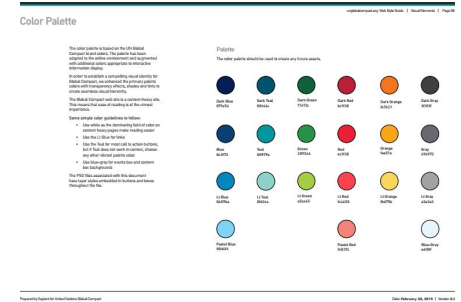 unglobalcompact.org Web Style Guide | Visual Elements | Page
Color Palette
The color palette is based on the UN Global
Compact brand colors. The palette has been
adapted to the online environment and augmented
with additional colors appropriate to interactive
information display.
In order to establish a compelling visual identity for
Global Compact, we enhanced the primary palette
colors with transparency effects, shades and tints to
create seamless visual hierarchy.
The Global Compact web site is a content-heavy site.
This means that ease of reading is of the utmost
importance.
Some simple color guidelines to follow:
• Use white as the dominating field of color on
content heavy pages make reading easier
• Use the Lt Blue for links
• Use the Teal for most call to action buttons,
but if Teal does not work in context, choose
any other vibrant palette color.
• Use blue-gray for events box and content
box backgrounds
The PSD files associated with this document
have layer styles embedded in buttons and boxes
throughout the file.
Palette
The color palette should be used to create any future assets.
Dark Blue
Dark Teal
Dark Green
Dark Red
Dark Orange
Dark Gray
Blue
Teal
Green
Red
Orange
Gray
Lt Blue
Lt Teal
Lt Green
Lt Red
Lt Orange
Lt Gray
Pastel Blue
Pastel Red
Blue-Gray
Prepared by Sapient for United Nations Global Compact
Date: February 20, 2015 | Version: